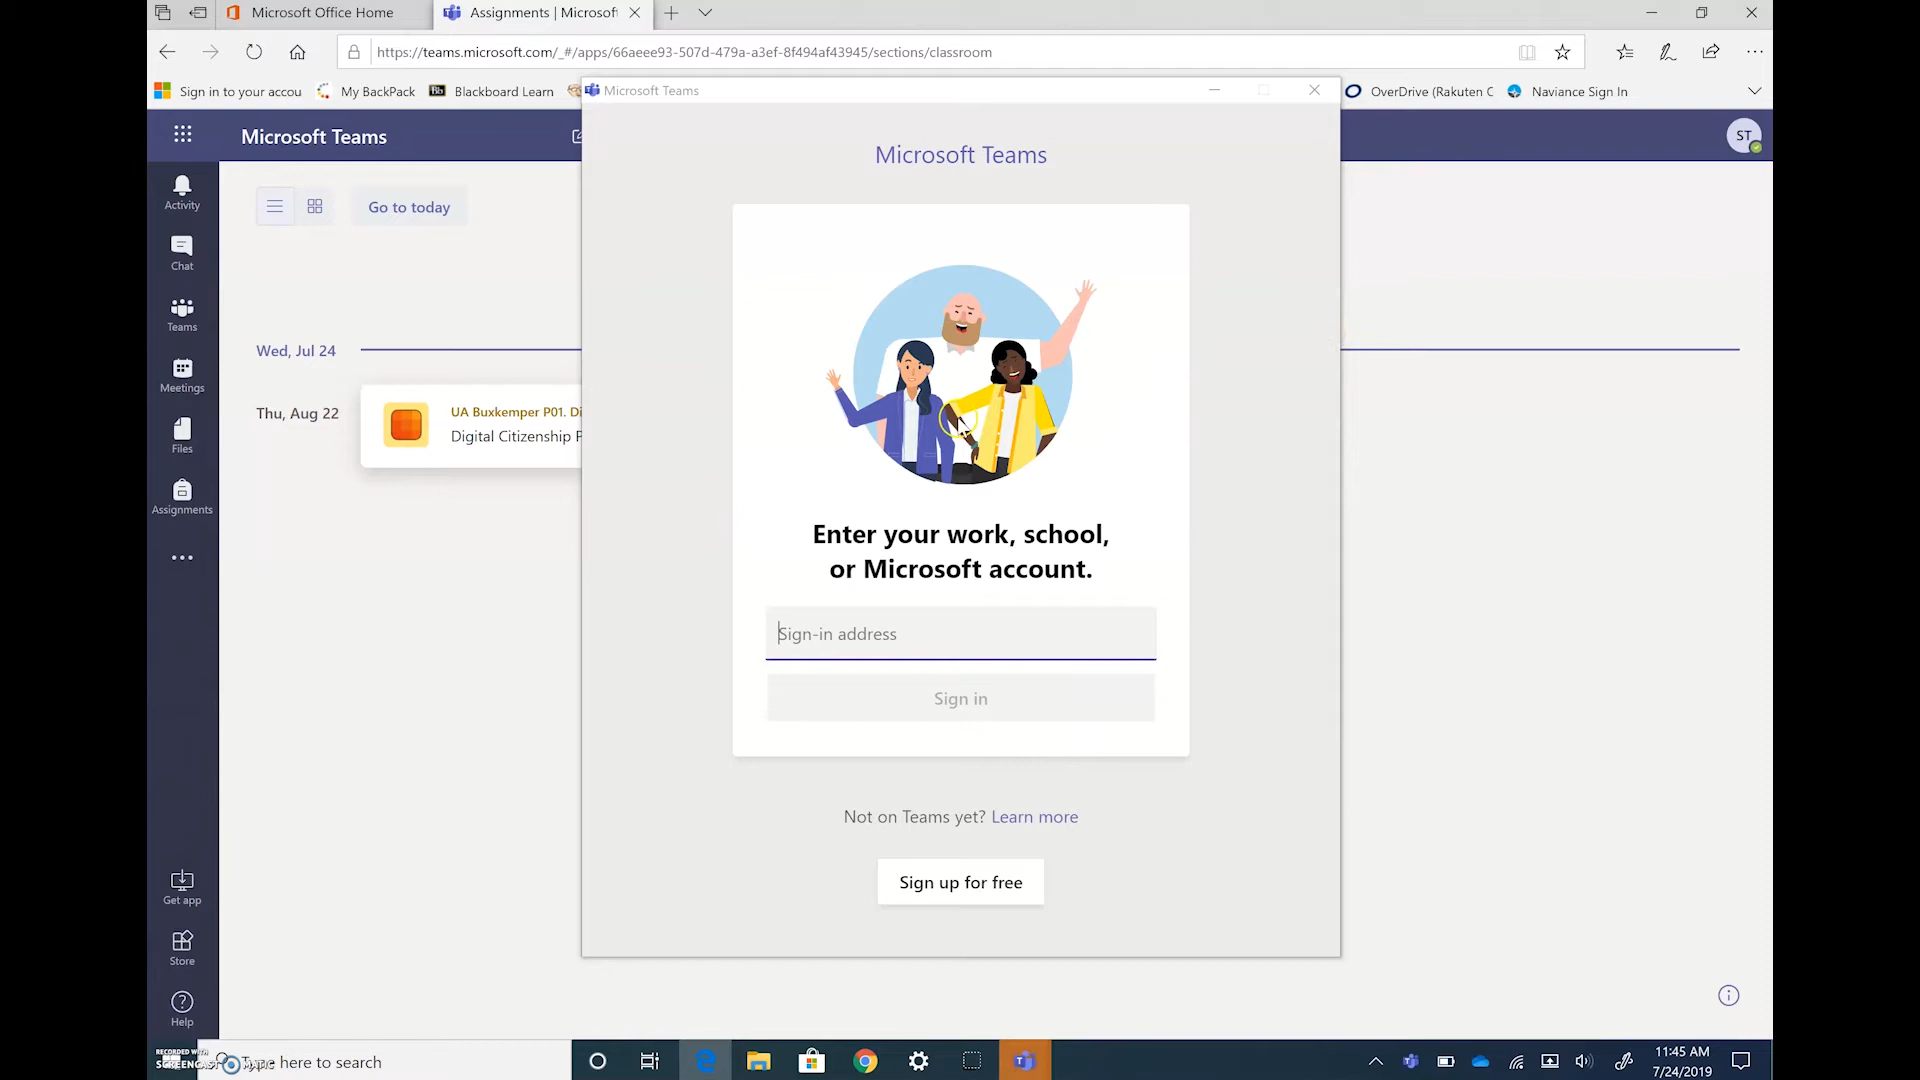 Microsoft Office Home
Assignments | Microsoft
https://teams.microsoft.com/_#/apps/66aeee93-507d-479a-a3ef-8f494af43945/sections/classroom
Sign in to your accou
My BackPack
Bb
Blackboard Learn
Microsoft Teams
OverDrive (Rakuten C
Naviance Sign In
Microsoft Teams
ST
Microsoft Teams
Activity
Chat
Teams
Meetings
Files
Assignments
Get app
Store
Help
Go to today
Wed, Jul 24
Thu, Aug 22
UA Buxkemper P01. Di
Digital Citizenship P
Enter your work, school,
or Microsoft account.
Sign-in address
Sign in
Not on Teams yet? Learn more
Sign up for free
RECORDED WITH
Type here to search
11:45 AM
7/24/2019